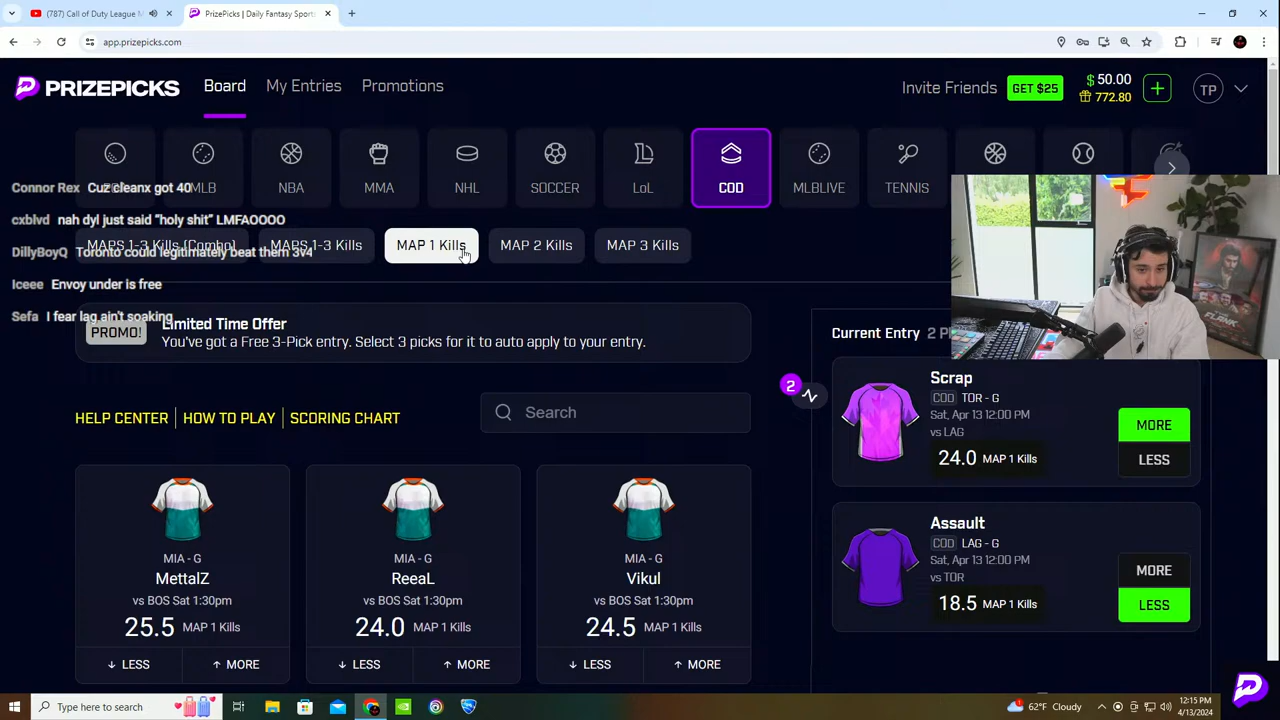 (787) Call of Duty League M
PrizePicks | Daily Fantasy Sport
app.prizepicks.com
PRIZEPICKS
Board
My Entries
Promotions
Invite Friends
GET $25
$ 50.00
772.80
TP
MLB
NBA
MMA
NHL
SOCCER
LoL
COD
MLBLIVE
TENNIS
Connor Rex Cuz cleanx got 40
cxblvd nah dyl just said "holy shit" LMFAOOOO
DillyBoyQ Toronto could legitimately beat them 3v4
Iceee Envoy under is free
Sefa I fear lag ain't soaking
MAPS 1-3 Kills (Combo)
MAPS 1-3 Kills
MAP 1 Kills
MAP 2 Kills
MAP 3 Kills
PROMO!
Limited Time Offer
You've got a Free 3-Pick entry. Select 3 picks for it to auto apply to your entry.
HELP CENTER
HOW TO PLAY
SCORING CHART
Search
MIA - G
MettalZ
vs BOS Sat 1:30pm
25.5 MAP 1 Kills
↓ LESS
↑ MORE
MIA - G
ReeaL
vs BOS Sat 1:30pm
24.0 MAP 1 Kills
↓ LESS
↑ MORE
MIA - G
Vikul
vs BOS Sat 1:30pm
24.5 MAP 1 Kills
↓ LESS
↑ MORE
THE FLANK
Current Entry 2
2
Scrap
COD TOR - G
Sat, Apr 13 12:00 PM
vs LAG
24.0 MAP 1 Kills
MORE
LESS
Assault
COD LAG - G
Sat, Apr 13 12:00 PM
vs TOR
18.5 MAP 1 Kills
MORE
LESS
Type here to search
62°F Cloudy
12:15 PM
4/13/2024